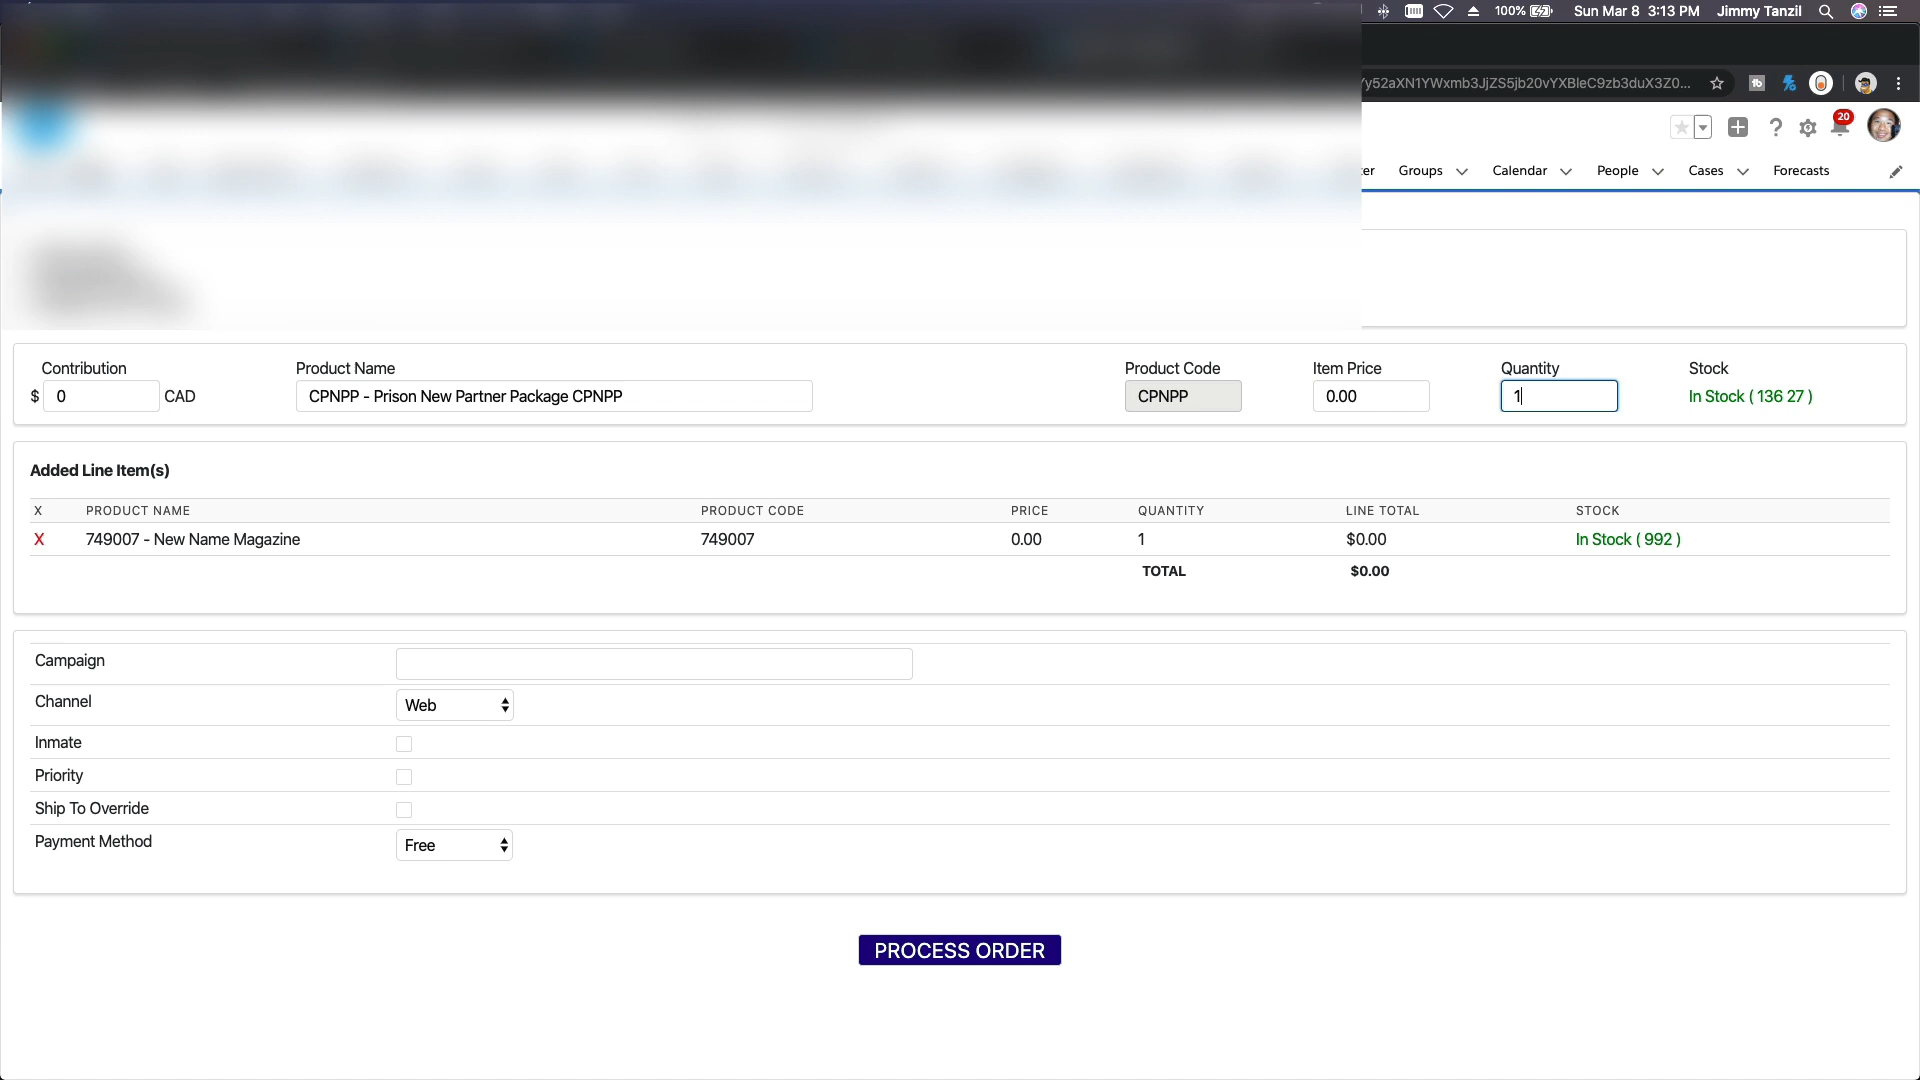 100% Sun Mar 8 3:13 PM Jimmy Tanzil
y52aXN1YWxmb3JjZS5jb20vYXBleC9zb3duX3Z0...
20
er Groups Calendar People Cases Forecasts
Contribution Product Name Product Code Item Price Quantity Stock
$ 0 CAD CPNPP - Prison New Partner Package CPNPP CPNPP 0.00 1 In Stock ( 136 27 )
Added Line Item(s)
X PRODUCT NAME PRODUCT CODE PRICE QUANTITY LINE TOTAL STOCK
X 749007 - New Name Magazine 749007 0.00 1 $0.00 In Stock ( 992 )
TOTAL $0.00
Campaign
Channel Web
Inmate
Priority
Ship To Override
Payment Method Free
PROCESS ORDER